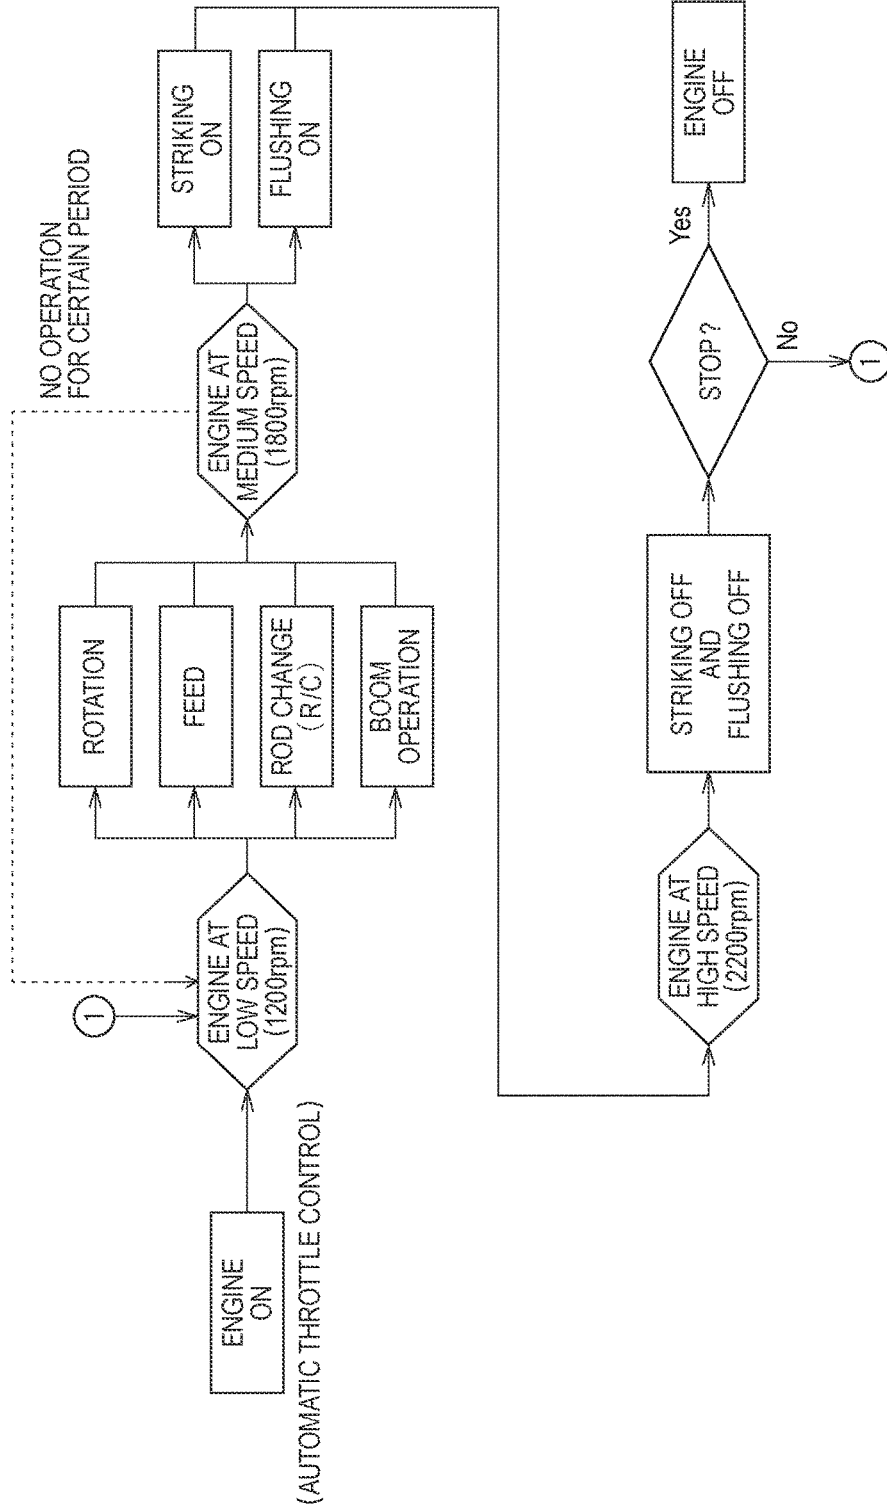 ENGINE
ON
(AUTOMATIC THROTTLE CONTROL)
1
ENGINE AT
LOW SPEED
(1200rpm)
ROTATION
FEED
ROD CHANGE
(R/C)
BOOM
OPERATION
NO OPERATION
FOR CERTAIN PERIOD
ENGINE AT
MEDIUM SPEED
(1800rpm)
STRIKING
ON
FLUSHING
ON
ENGINE AT
HIGH SPEED
(2200rpm)
STRIKING OFF
AND
FLUSHING OFF
STOP?
Yes
No
1
ENGINE
OFF